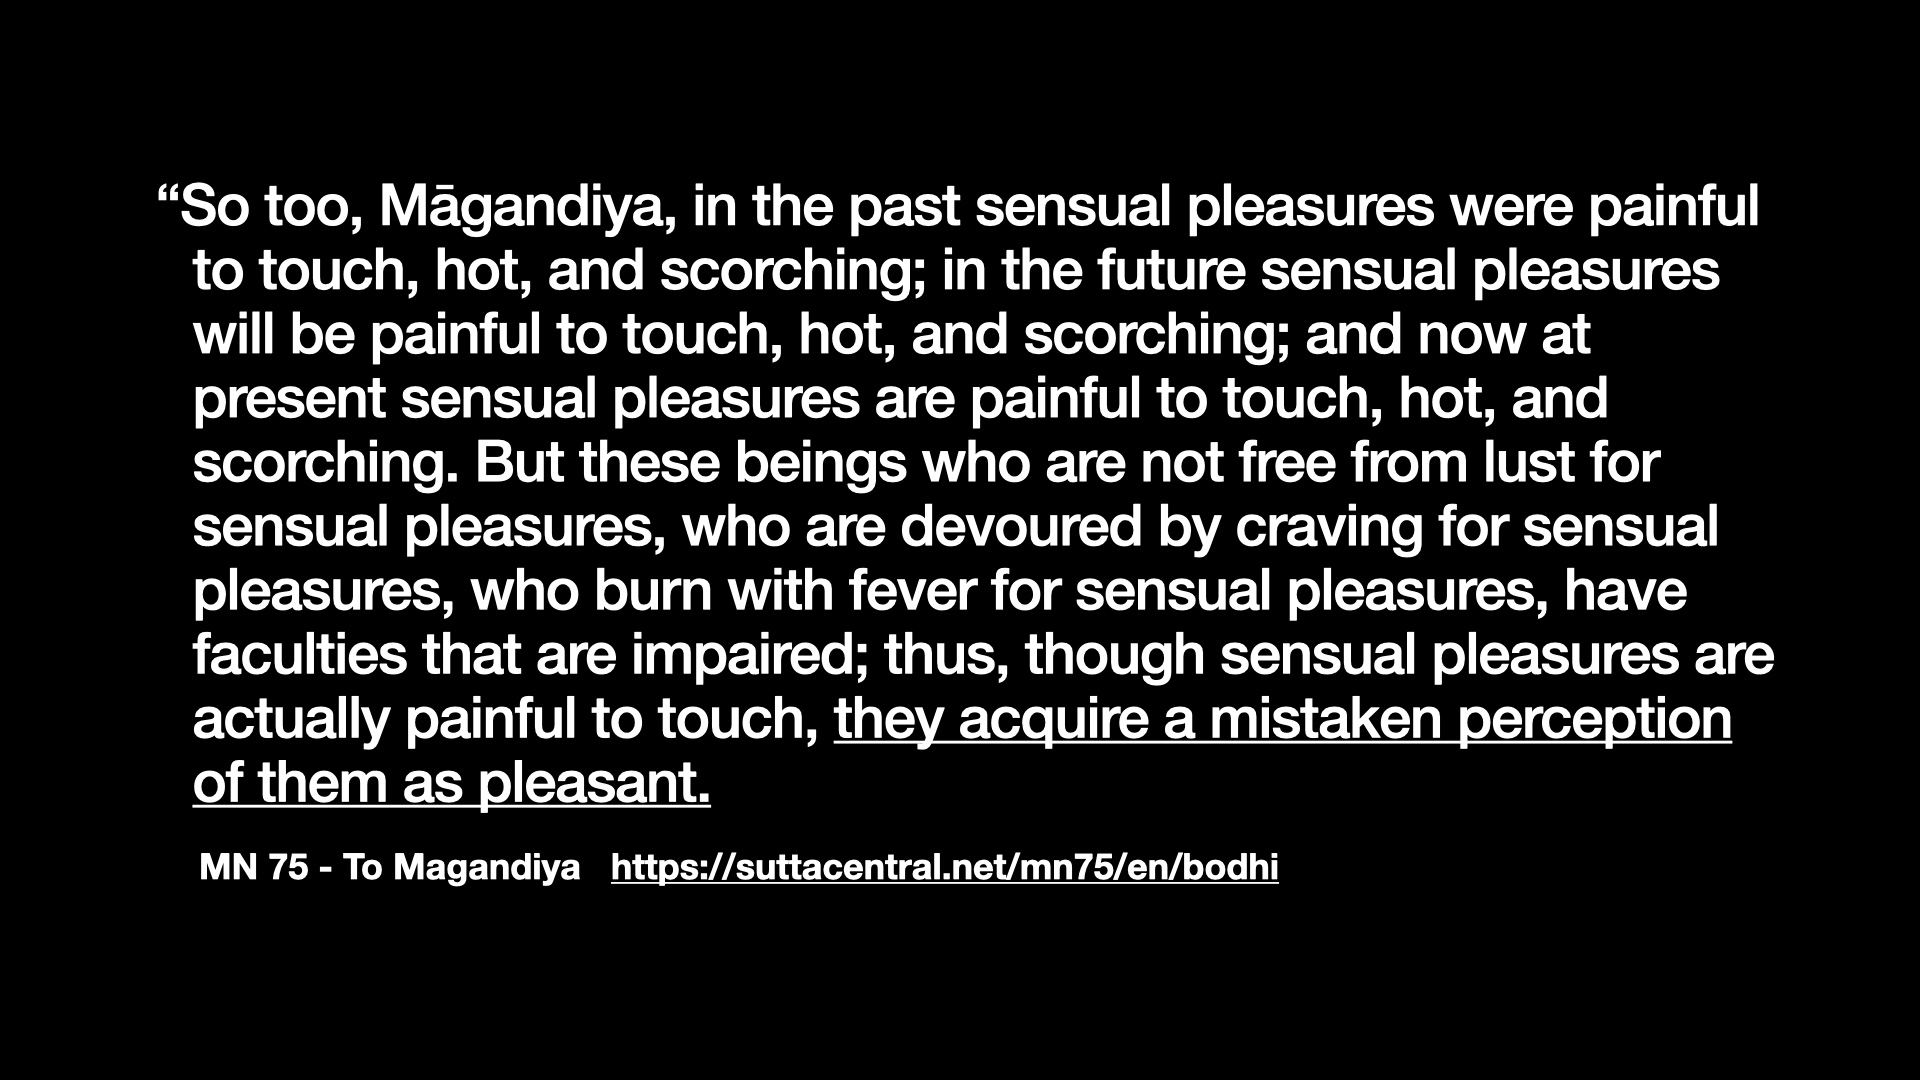 “So too, Māgandiya, in the past sensual pleasures were painful
to touch, hot, and scorching; in the future sensual pleasures
will be painful to touch, hot, and scorching; and now at
present sensual pleasures are painful to touch, hot, and
scorching. But these beings who are not free from lust for
sensual pleasures, who are devoured by craving for sensual
pleasures, who burn with fever for sensual pleasures, have
faculties that are impaired; thus, though sensual pleasures are
actually painful to touch, they acquire a mistaken perception
of them as pleasant.
MN 75 - To Magandiya https://suttacentral.net/mn75/en/bodhi